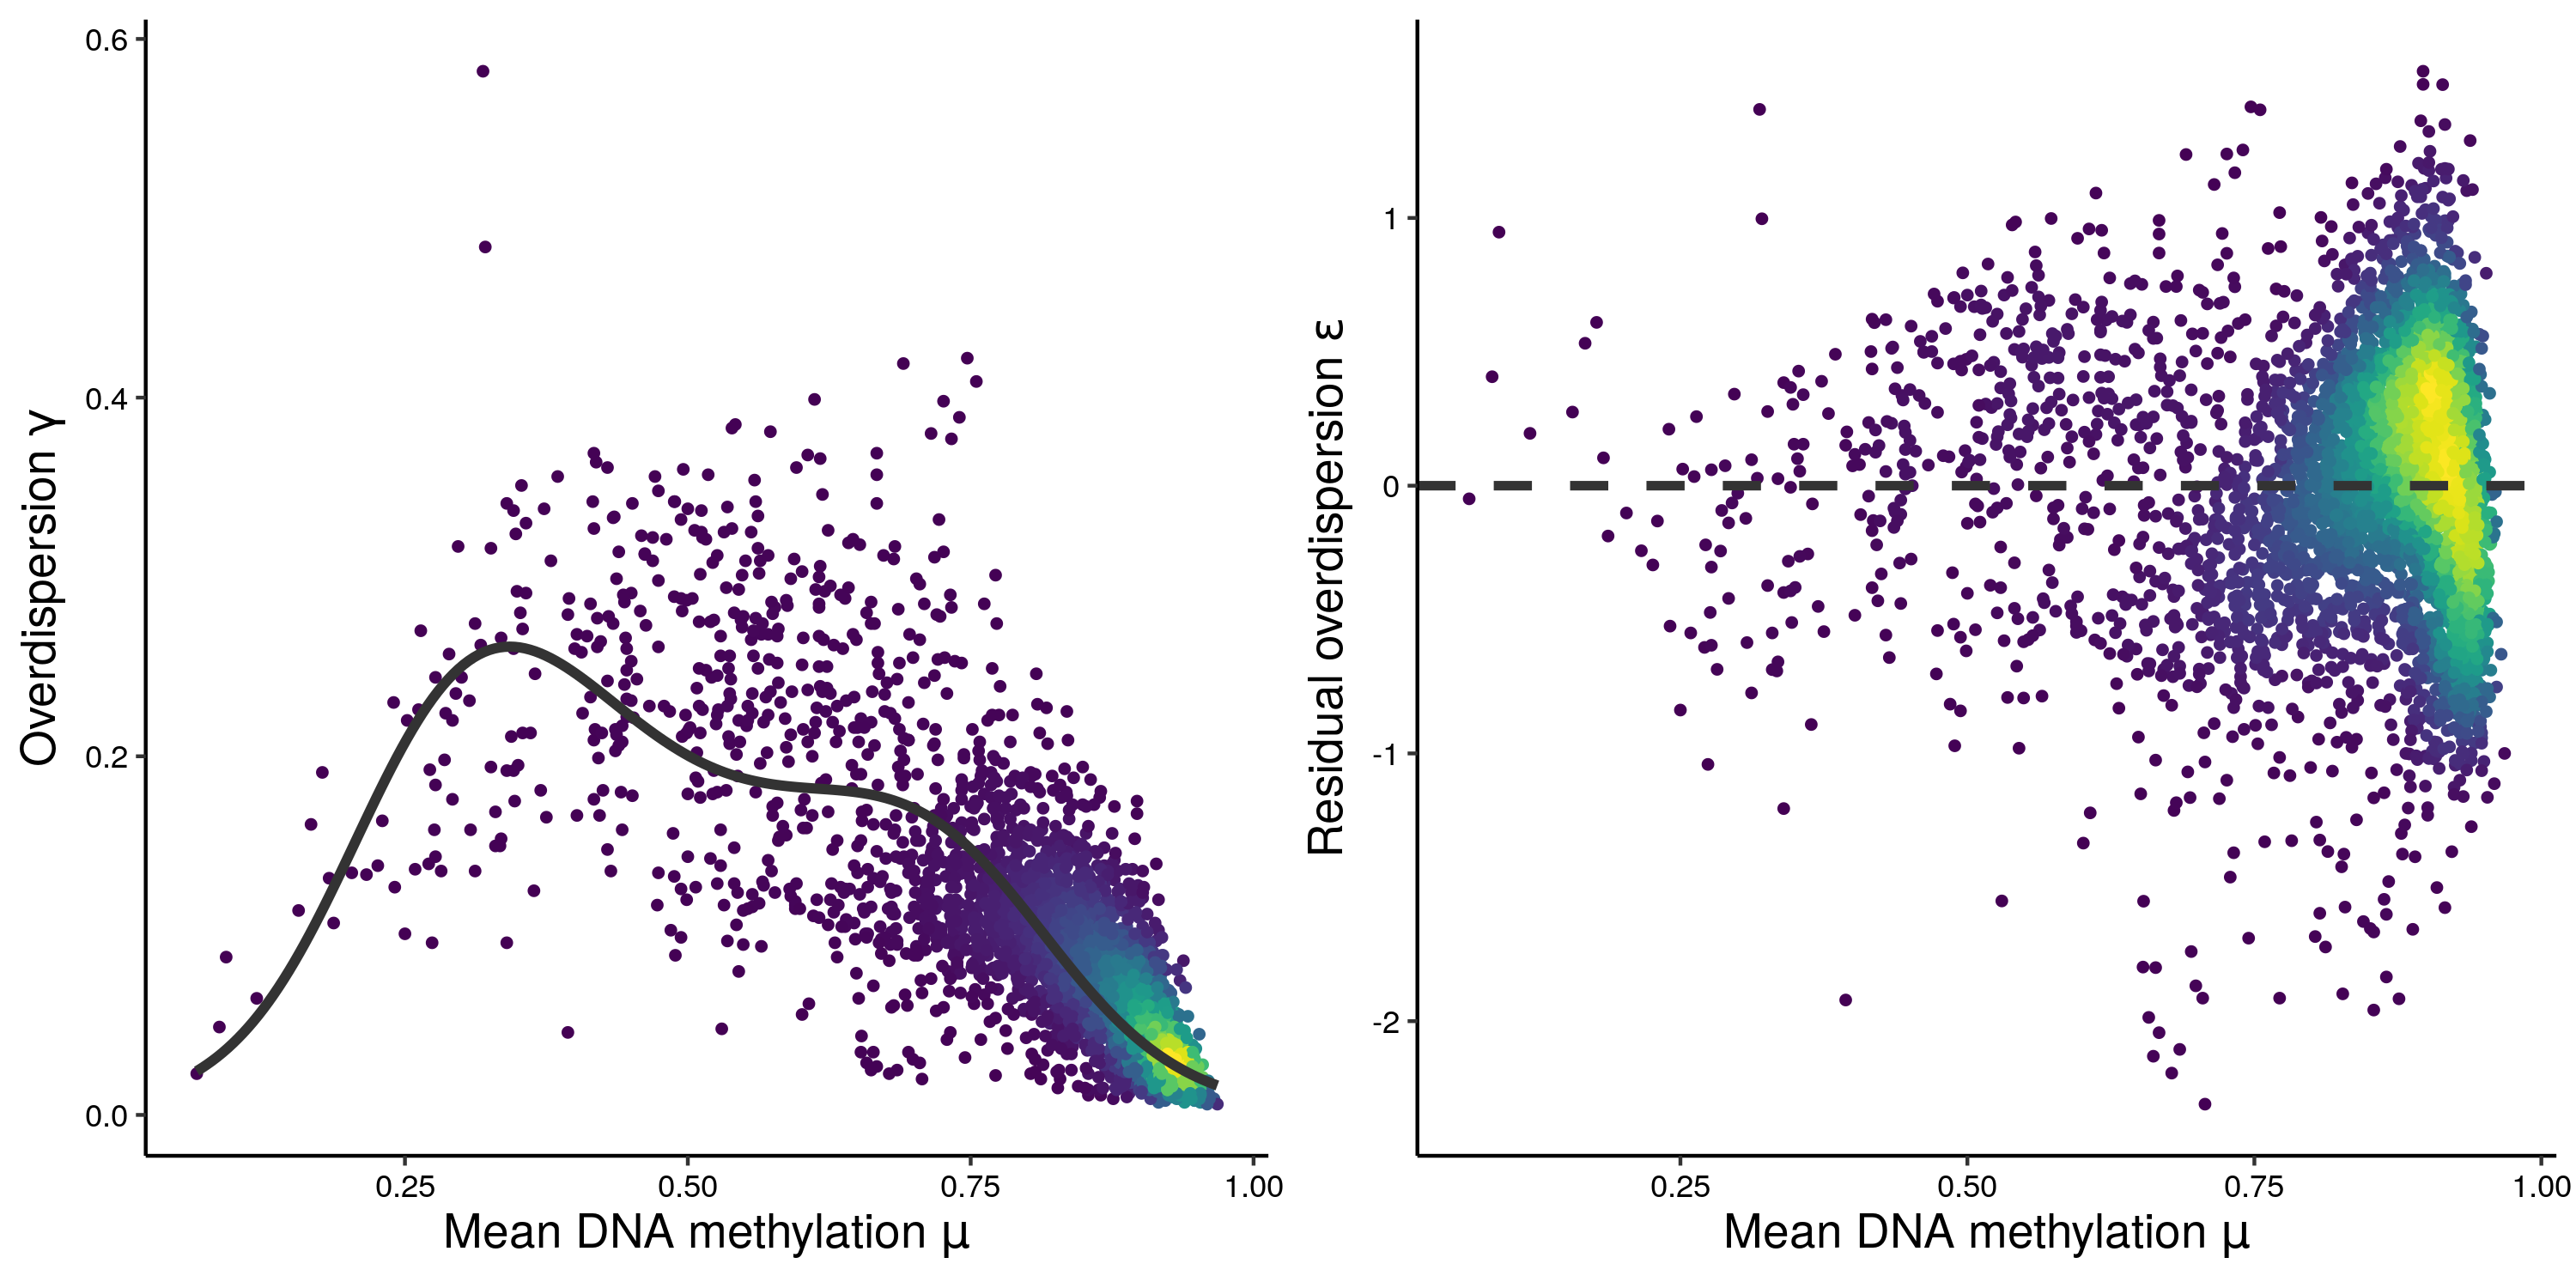 Overdispersion γ
0.6
0.4
0.2
0.0
0.25 0.50 0.75 1.00
Mean DNA methylation μ
Residual overdispersion ε
1
0
-1
-2
0.25 0.50 0.75 1.00
Mean DNA methylation μ